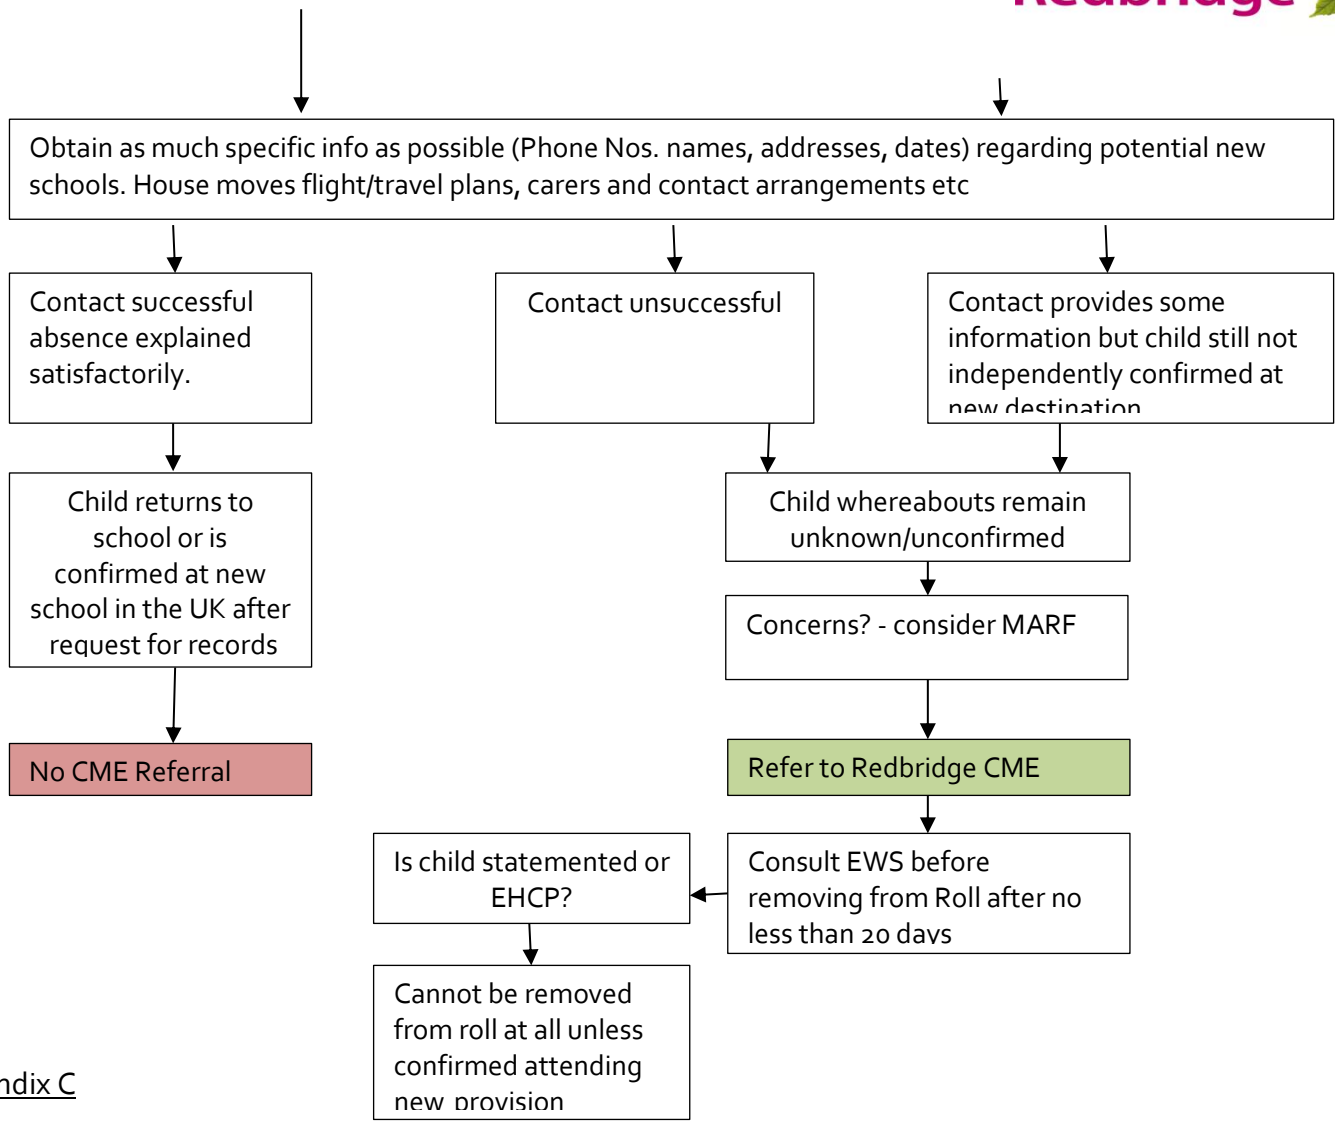 Redbridge
Obtain as much specific info as possible (Phone Nos. names, addresses, dates) regarding potential new
schools. House moves flight/travel plans, carers and contact arrangements etc
Contact successful
absence explained
satisfactorily.
Contact unsuccessful
Contact provides some
information but child still not
independently confirmed at
new destination
Child returns to
school or is
confirmed at new
school in the UK after
request for records
Child whereabouts remain
unknown/unconfirmed
Concerns? - consider MARF
No CME Referral
Refer to Redbridge CME
Is child statemented or
EHCP?
Consult EWS before
removing from Roll after no
less than 20 days
Cannot be removed
from roll at all unless
confirmed attending
new provision
ndix C